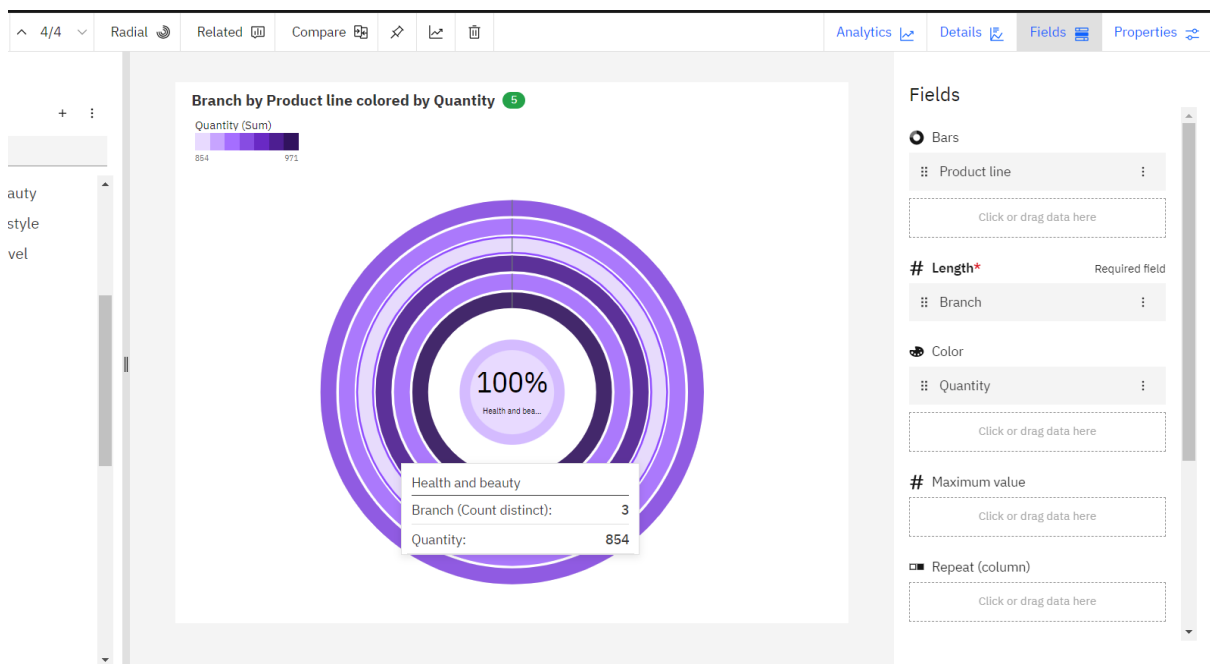 4/4 Radial Related Compare Analytics Details Fields Properties
+
auty
style
vel
Branch by Product line colored by Quantity 5
Quantity (Sum)
854 971
100%
Health and bea...
Health and beauty
Branch (Count distinct): 3
Quantity: 854
Fields
Bars
Product line
Click or drag data here
# Length* Required field
Branch
Color
Quantity
Click or drag data here
# Maximum value
Click or drag data here
Repeat (column)
Click or drag data here